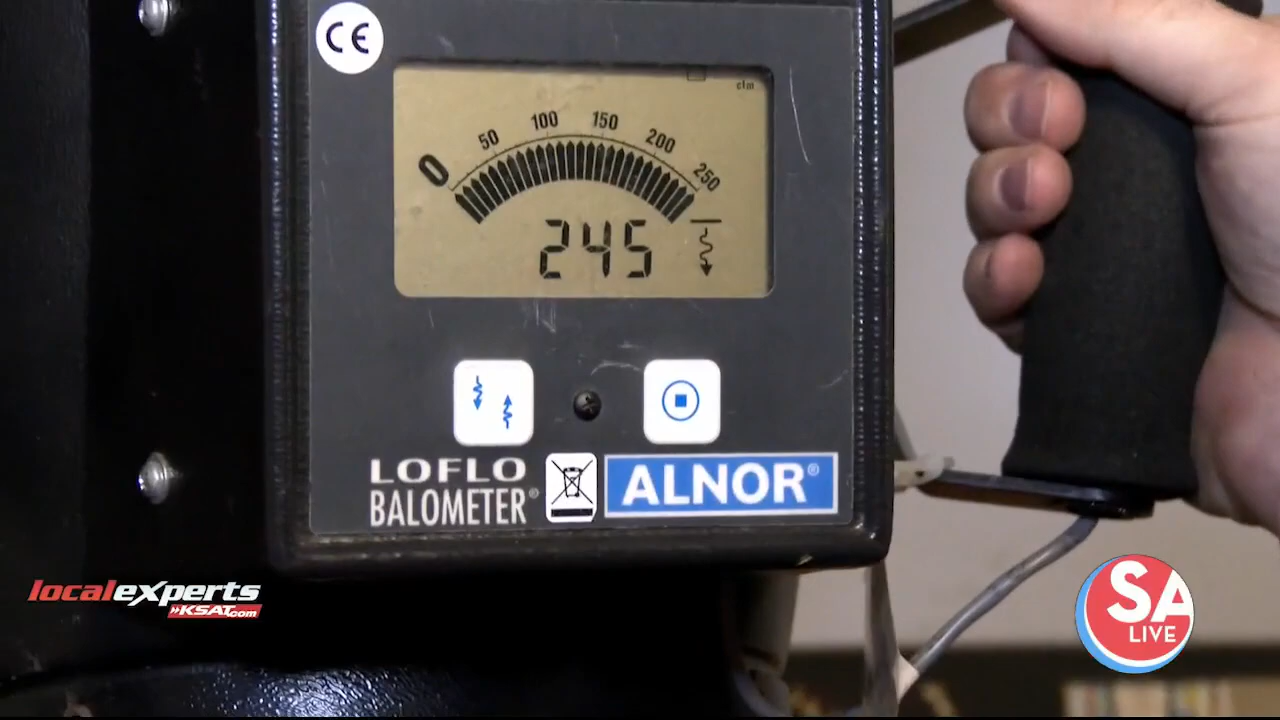 CE
cfm
0 50 100 150 200 250
245
LOFLO
BALOMETER®
ALNOR®
localexperts
KSAT.com
SA
LIVE